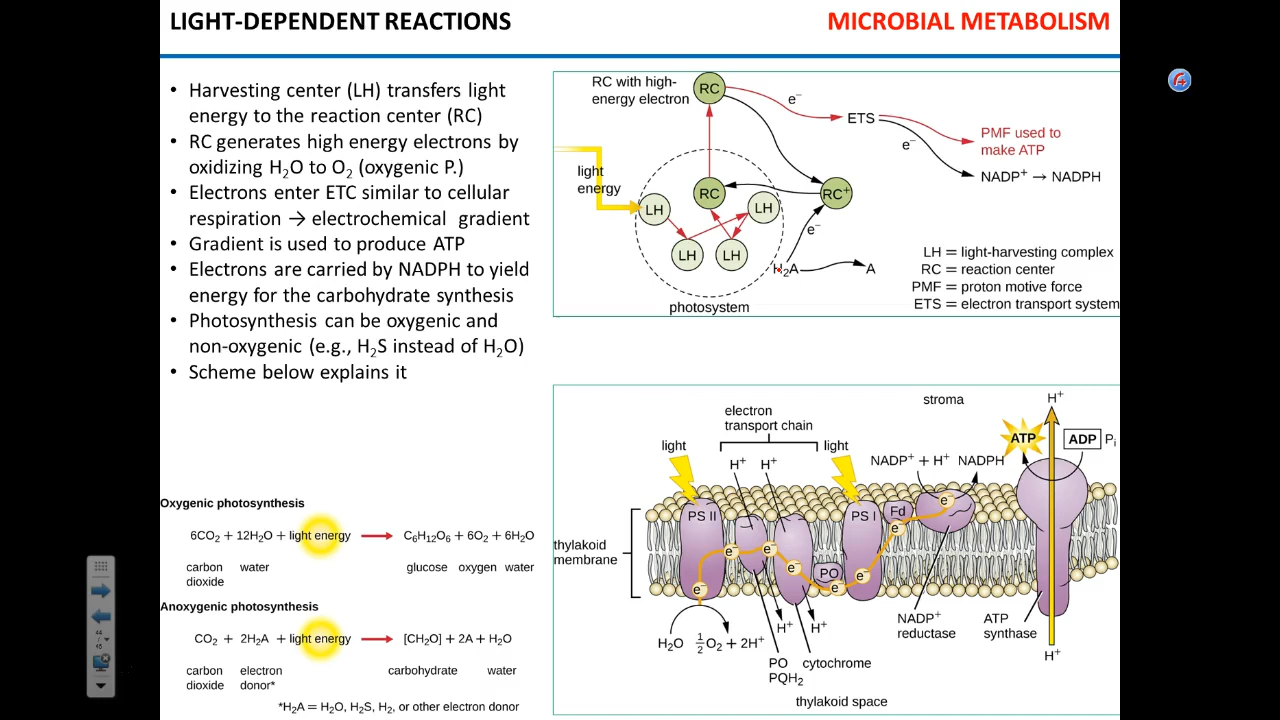 LIGHT-DEPENDENT REACTIONS
MICROBIAL METABOLISM
• Harvesting center (LH) transfers light
energy to the reaction center (RC)
• RC generates high energy electrons by
oxidizing H₂O to O₂ (oxygenic P.)
• Electrons enter ETC similar to cellular
respiration → electrochemical gradient
• Gradient is used to produce ATP
• Electrons are carried by NADPH to yield
energy for the carbohydrate synthesis
• Photosynthesis can be oxygenic and
non-oxygenic (e.g., H₂S instead of H₂O)
• Scheme below explains it
RC with high-
energy electron
RC
e⁻
ETS
PMF used to
make ATP
e⁻
NADP⁺ → NADPH
light
energy
LH
RC
LH
RC⁺
LH
LH
e⁻
H₂A
A
photosystem
LH = light-harvesting complex
RC = reaction center
PMF = proton motive force
ETS = electron transport system
Oxygenic photosynthesis
6CO₂ + 12H₂O + light energy → C₆H₁₂O₆ + 6O₂ + 6H₂O
carbon water glucose oxygen water
dioxide
Anoxygenic photosynthesis
CO₂ + 2H₂A + light energy → [CH₂O] + 2A + H₂O
carbon electron carbohydrate water
dioxide donor*
*H₂A = H₂O, H₂S, H₂, or other electron donor
stroma
H⁺
electron
transport chain
light
light
H⁺
H⁺
NADP⁺ + H⁺
NADPH
ATP
ADP
Pᵢ
PS II
PS I
Fd
e⁻
thylakoid
membrane
e⁻
e⁻
e⁻
e⁻
e⁻
PO
e⁻
e⁻
e⁻
H₂O
½O₂ + 2H⁺
H⁺
H⁺
NADP⁺
reductase
ATP
synthase
H⁺
PO
PQH₂
cytochrome
thylakoid space
44
/